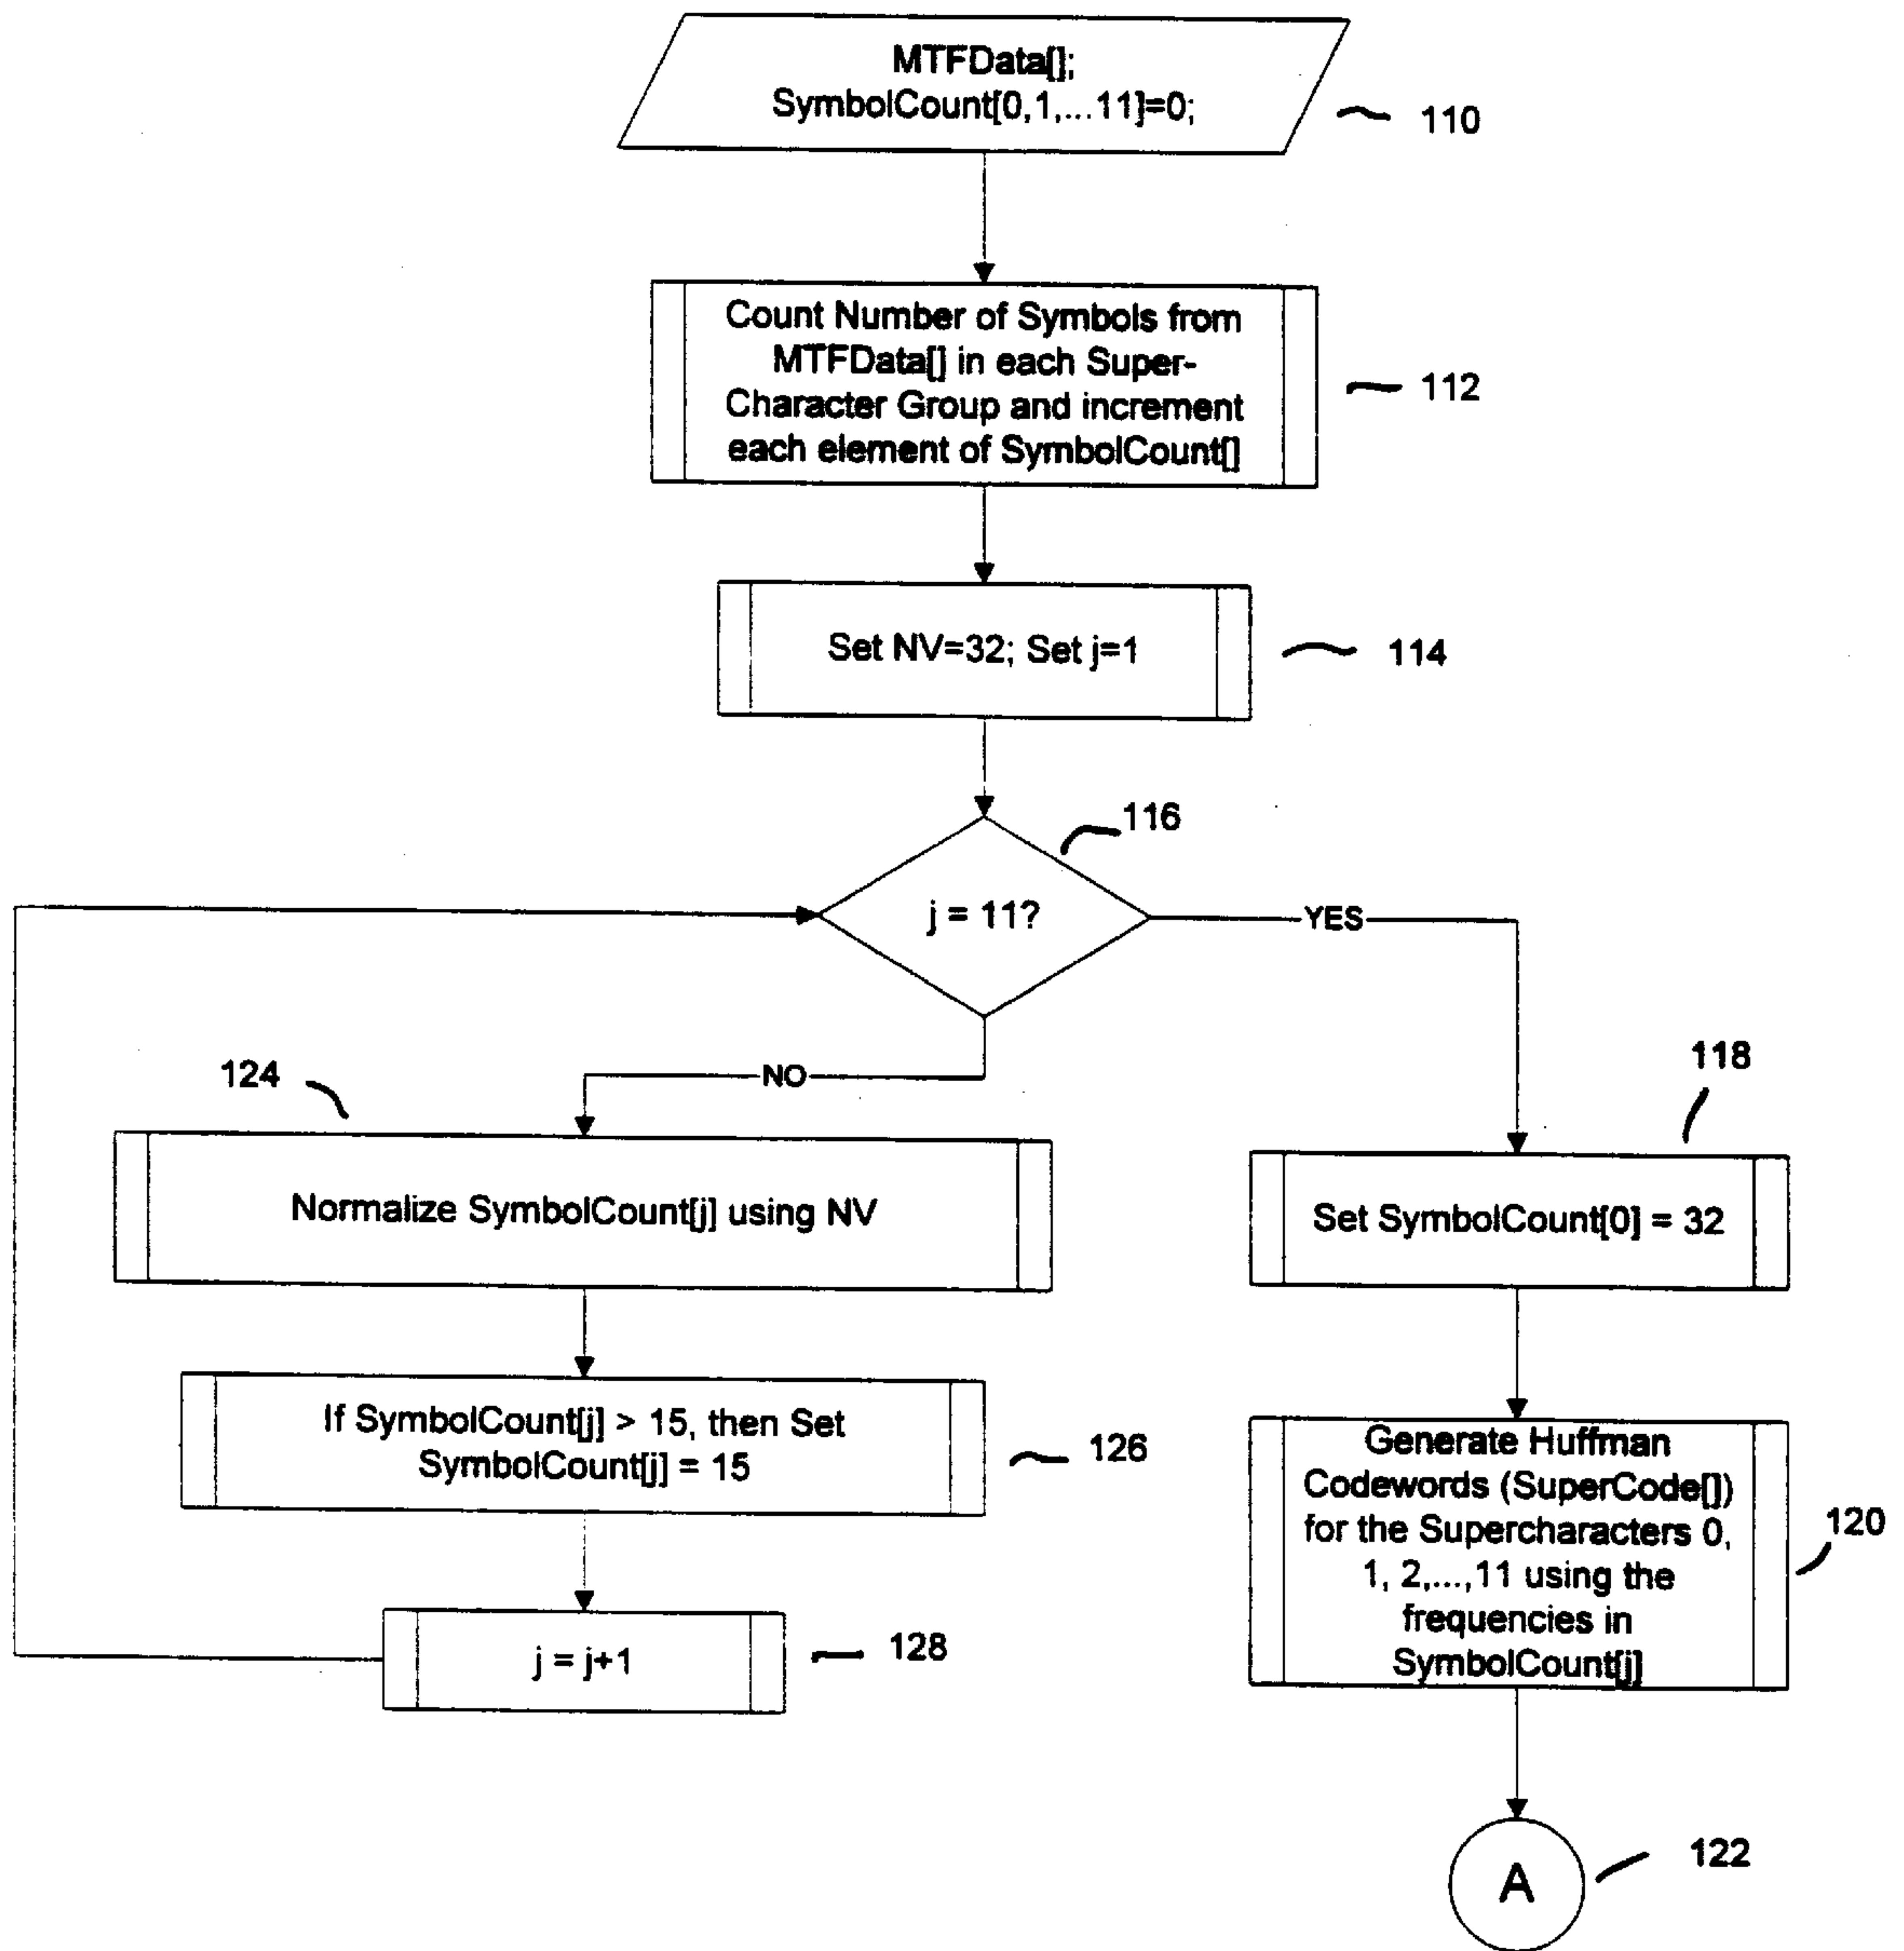 MTFData[];
SymbolCount[0,1,...11]=0;
110
Count Number of Symbols from
MTFData[] in each Super-
Character Group and increment
each element of SymbolCount[]
112
Set NV=32; Set j=1
114
116
j = 11?
YES
NO
124
Normalize SymbolCount[j] using NV
118
Set SymbolCount[0] = 32
If SymbolCount[j] > 15, then Set
SymbolCount[j] = 15
126
j = j+1
128
Generate Huffman
Codewords (SuperCode[])
for the Supercharacters 0,
1, 2,...,11 using the
frequencies in
SymbolCount[j]
120
A
122